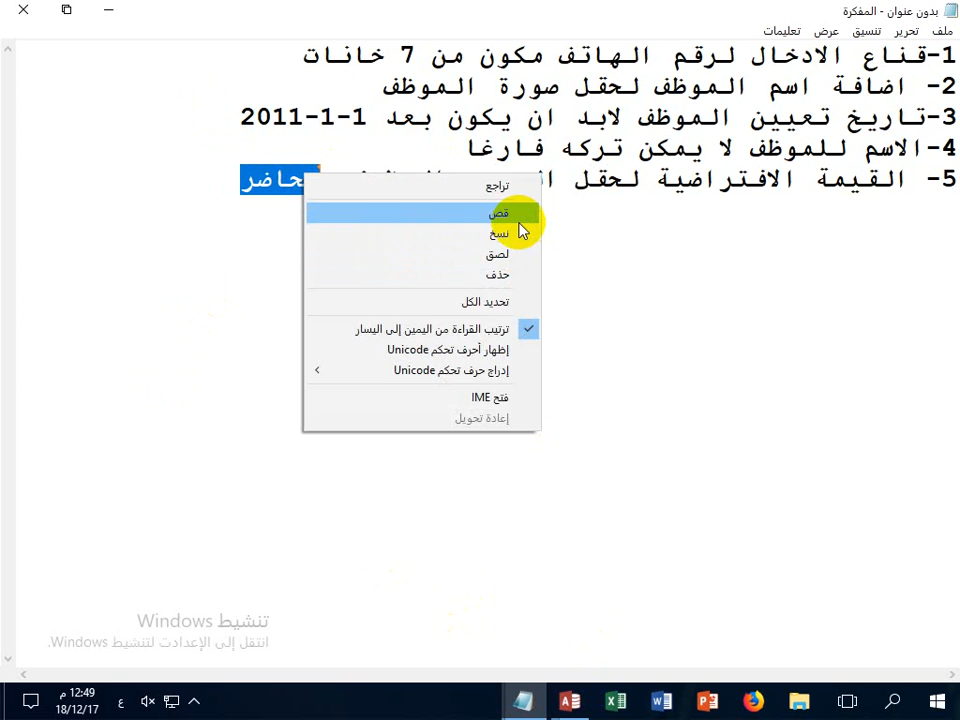 بدون عنوان - المفكرة
ملف تحرير تنسيق عرض تعليمات
1-قناع الادخال لرقم الهاتف مكون من 7 خانات
2- اضافة اسم الموظف لحقل صورة الموظف
3-تاريخ تعيين الموظف لابد ان يكون بعد 1-1-2011
4-الاسم للموظف لا يمكن تركه فارغا
5- القيمة الافتراضية لحقل
تراجع
قص
نسخ
لصق
حذف
تحديد الكل
ترتيب القراءة من اليمين إلى اليسار
إظهار أحرف تحكم Unicode
إدراج حرف تحكم Unicode
فتح IME
إعادة تحويل
تنشيط Windows
انتقل إلى الإعدادت لتنشيط Windows.
12:49 م
18/12/17
ع